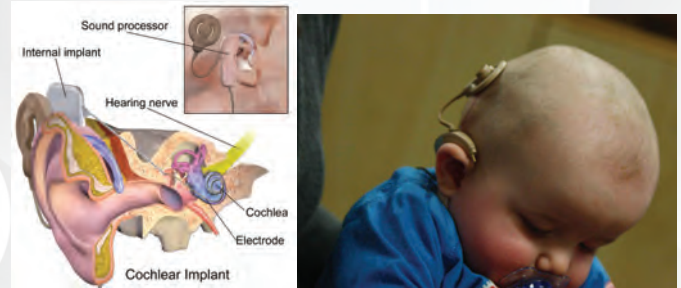 Sound processor
Internal implant
Hearing nerve
Cochlea
Electrode
Cochlear Implant